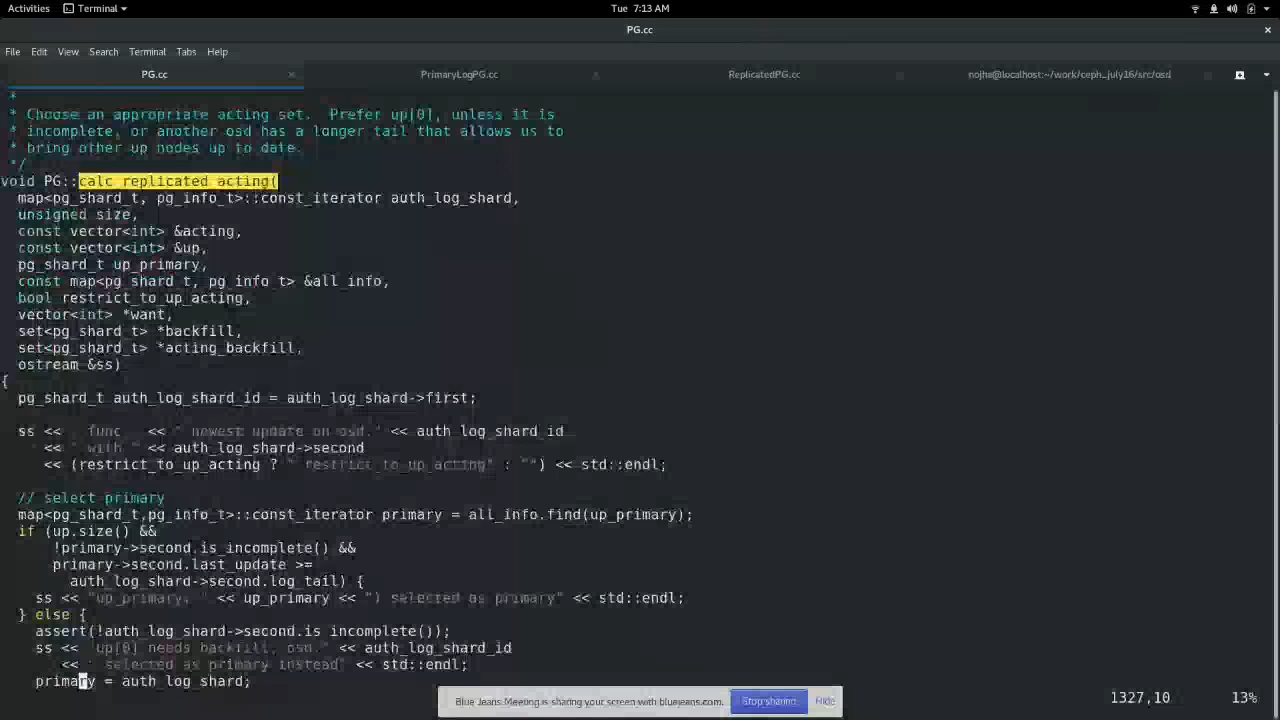 Activities Terminal Tu 7:13 AM
PG.cc
File Edit View Search Terminal Tabs Help
PG.cc PrimaryLogPG.cc ReplicatedPG.cc nojha@localhost:~/work/ceph_july16/src/osd
*
* Choose an appropriate acting set. Prefer up[0], unless it is
* incomplete, or another osd has a longer tail that allows us to
* bring other up nodes up to date.
*/
void PG::calc_replicated_acting(
map<pg_shard_t, pg_info_t>::const_iterator auth_log_shard,
unsigned size,
const vector<int> &acting,
const vector<int> &up,
pg_shard_t up_primary,
const map<pg_shard_t, pg_info_t> &all_info,
bool restrict_to_up_acting,
vector<int> *want,
set<pg_shard_t> *backfill,
set<pg_shard_t> *acting_backfill,
ostream &ss)
{
pg_shard_t auth_log_shard_id = auth_log_shard->first;
ss << __func__ << " newest update on osd." << auth_log_shard_id
<< " with " << auth_log_shard->second
<< (restrict_to_up_acting ? " restrict_to_up_acting" : "") << std::endl;
// select primary
map<pg_shard_t,pg_info_t>::const_iterator primary = all_info.find(up_primary);
if (up.size() &&
!primary->second.is_incomplete() &&
primary->second.last_update >=
auth_log_shard->second.log_tail) {
ss << "up_primary: " << up_primary << ") selected as primary" << std::endl;
} else {
assert(!auth_log_shard->second.is_incomplete());
ss << "up[0] needs backfill, osd." << auth_log_shard_id
<< " selected as primary instead" << std::endl;
primary = auth_log_shard;
Blue Jeans Meeting is sharing your screen with bluejeans.com. Stop sharing Hide
1327,10 13%